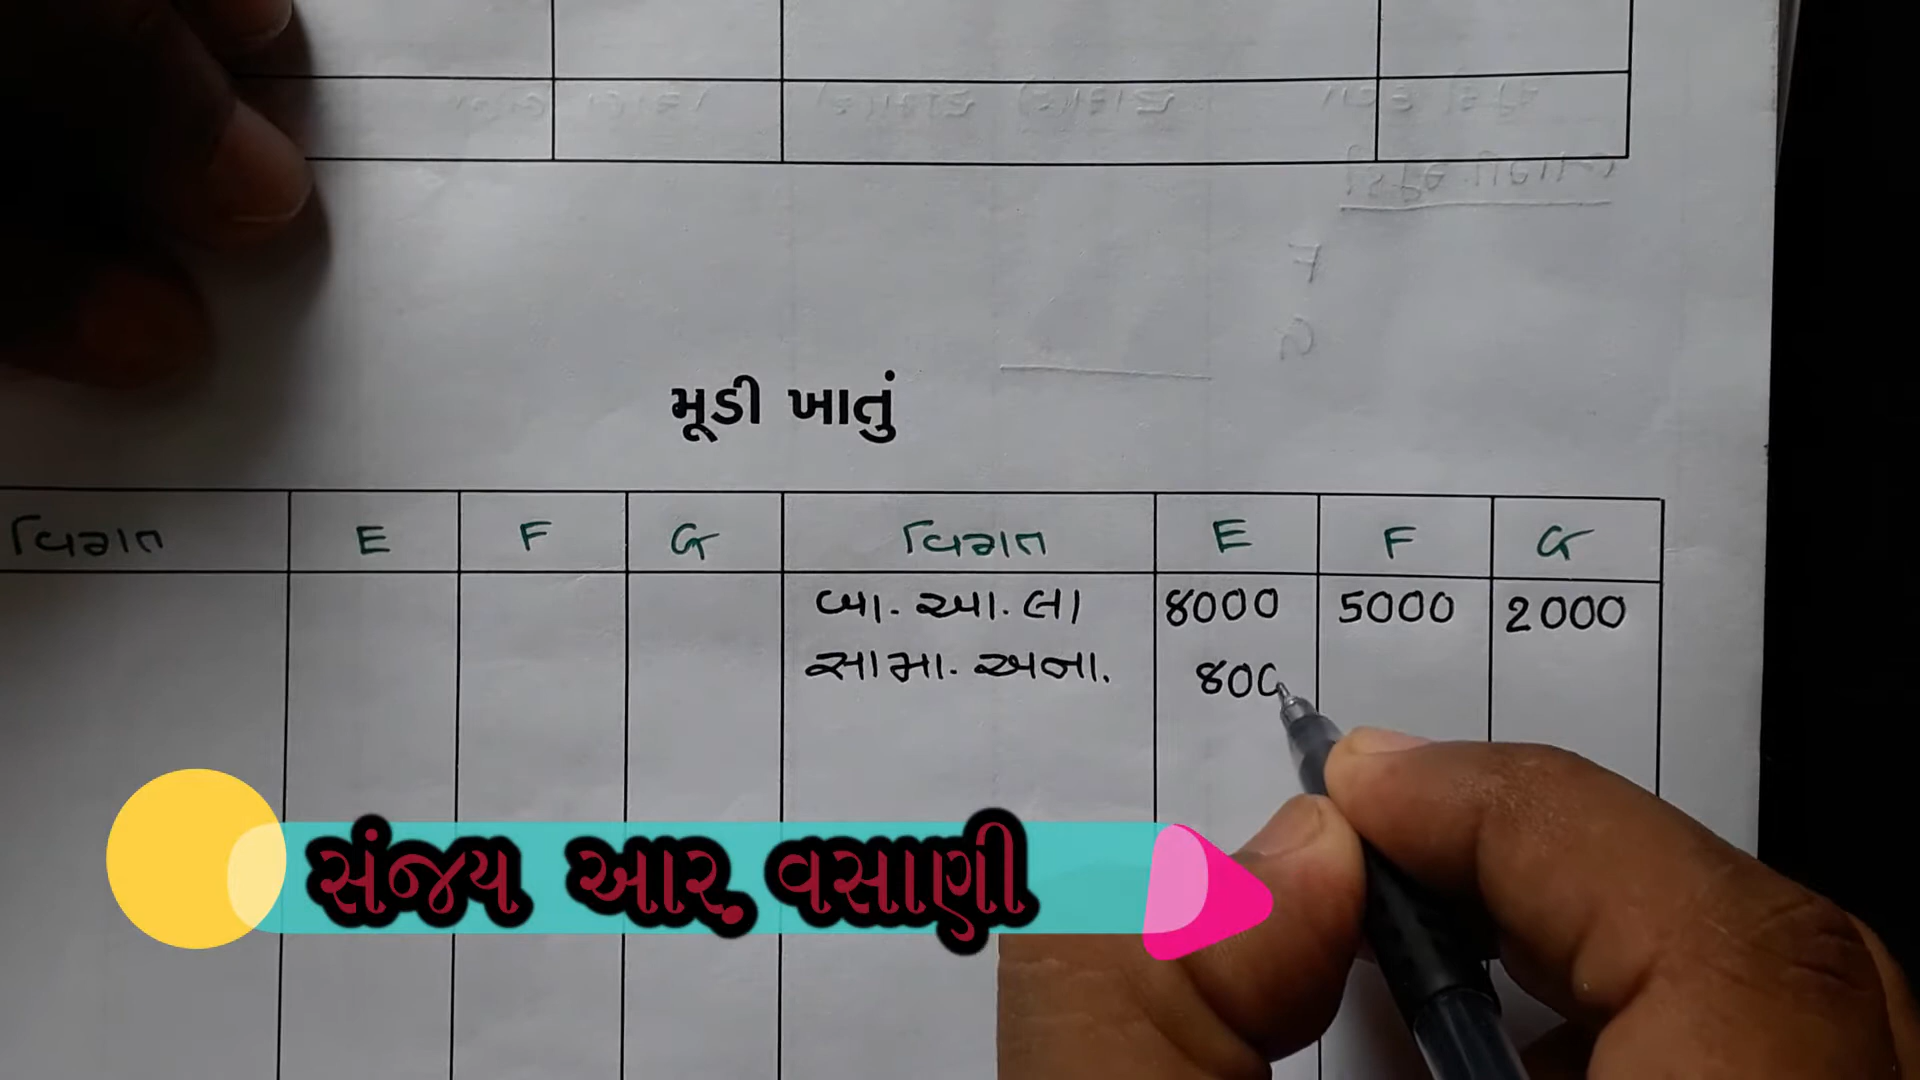 મૂડી ખાતું
વિગત E F G વિગત E F G
બા. આ. લા 8000 5000 2000
સામા. અના. 800
સંજય આર. વસાણી